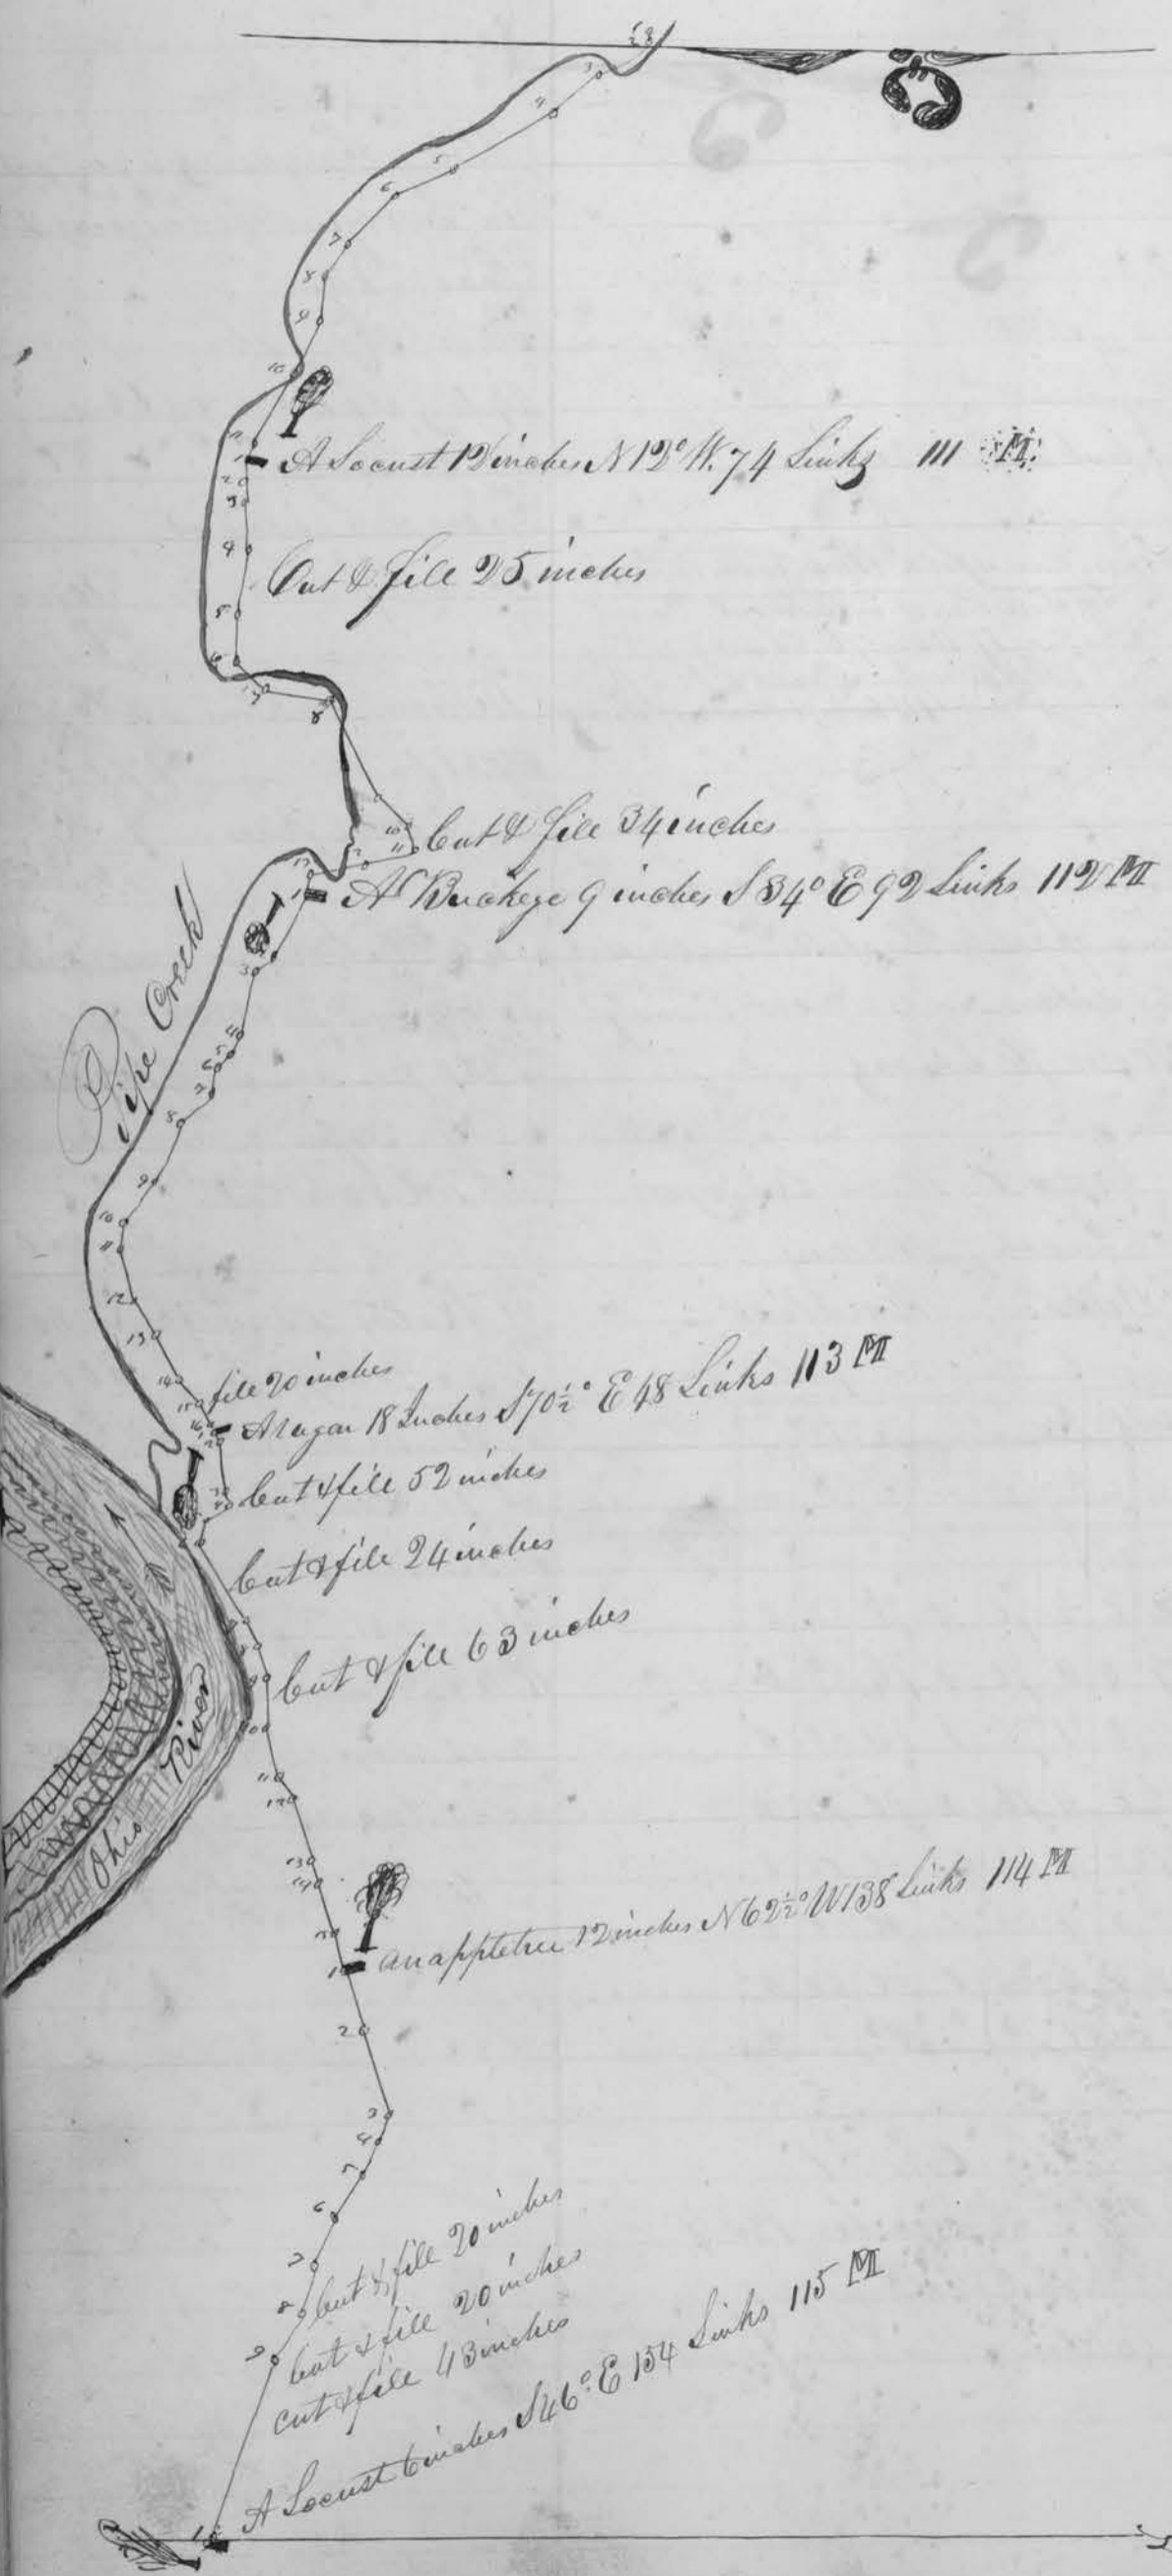 A Locust 12 inches N 12° W. 74 Links 111 M
Cut & fill 25 inches
Cut & fill 34 inches
A Buckeye 9 inches S 34° E 92 Links 112 M
Pipe Creek
fill 20 inches
A Sugar 18 Inches S 70½° E 48 Links 113 M
Cut & fill 52 inches
Cut & fill 24 inches
Cut & fill 63 inches
Ohio River
an appletree 12 inches N 62½° W 138 Links 114 M
Cut & fill 20 inches
Cut & fill 20 inches
cut & fill 43 inches
A Locust 6 inches S 46° E 154 Links 115 M